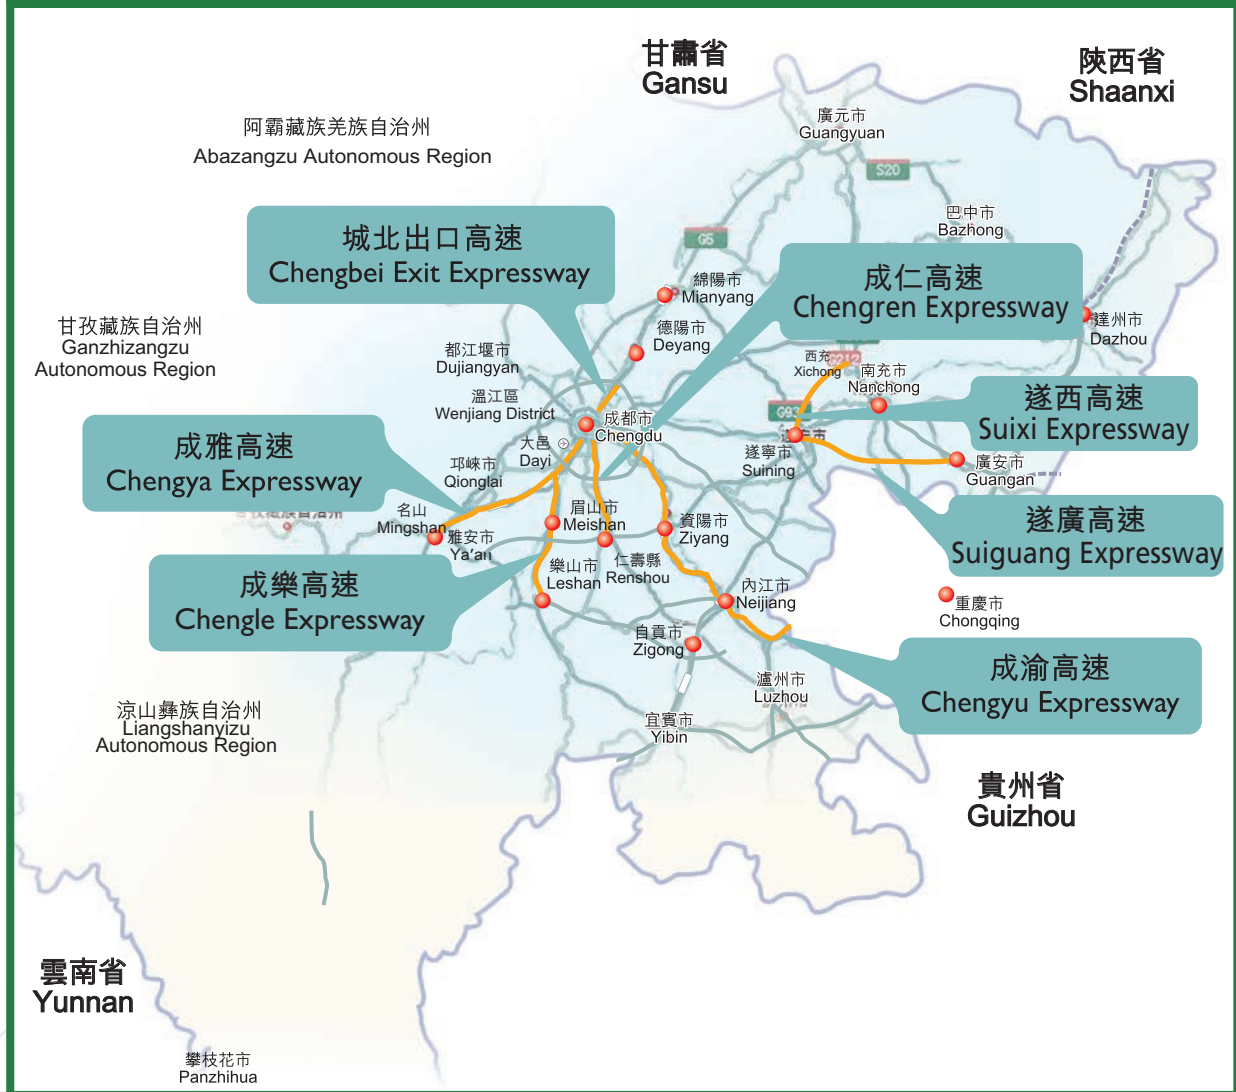 甘肅省
Gansu
陝西省
Shaanxi
廣元市
Guangyuan
阿霸藏族羌族自治州
Abazangzu Autonomous Region
S20
巴中市
Bazhong
城北出口高速
Chengbei Exit Expressway
G5
成仁高速
Chengren Expressway
綿陽市
Mianyang
甘孜藏族自治州
Ganzhizangzu
Autonomous Region
德陽市
Deyang
達州市
Dazhou
都江堰市
Dujiangyan
西充
Xichong
G212
南充市
Nanchong
溫江區
Wenjiang District
成都市
Chengdu
G93
遂西高速
Suixi Expressway
成雅高速
Chengya Expressway
大邑
Dayi
邛崍市
Qionglai
遂寧市
Suining
廣安市
Guangan
名山
Mingshan
雅安市
Ya'an
眉山市
Meishan
資陽市
Ziyang
遂廣高速
Suiguang Expressway
成樂高速
Chengle Expressway
樂山市
Leshan
仁壽縣
Renshou
內江市
Neijiang
重慶市
Chongqing
自貢市
Zigong
成渝高速
Chengyu Expressway
瀘州市
Luzhou
涼山彝族自治州
Liangshanyizu
Autonomous Region
宜賓市
Yibin
貴州省
Guizhou
雲南省
Yunnan
攀枝花市
Panzhihua